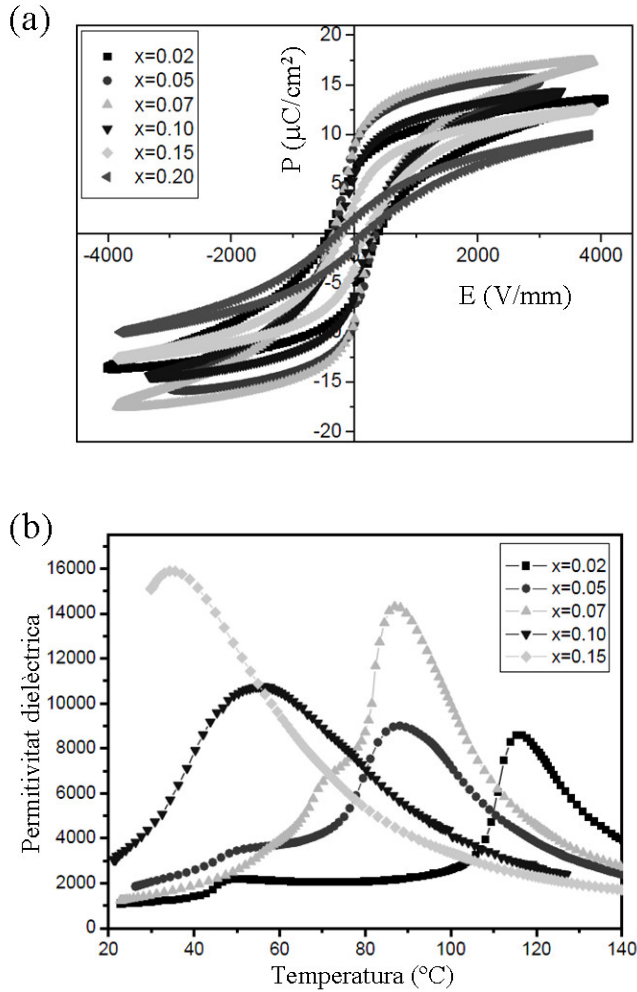 (a)
x=0.02
x=0.05
x=0.07
x=0.10
x=0.15
x=0.20
P (μC/cm²)
20
15
10
5
-4000 -2000 0 2000 4000
-5
-10
-15
-20
E (V/mm)
(b)
Permitivitat dielèctrica
16000
14000
12000
10000
8000
6000
4000
2000
0
x=0.02
x=0.05
x=0.07
x=0.10
x=0.15
20 40 60 80 100 120 140
Temperatura (°C)